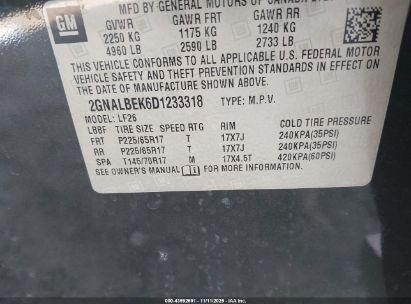 GM BY GENERAL MOTORS OF CANADA
GVWR GAWR FRT GAWR RR
2250 KG 1175 KG 1240 KG
4960 LB 2590 LB 2733 LB
THIS VEHICLE CONFORMS TO ALL APPLICABLE U.S. FEDERAL MOTOR
VEHICLE SAFETY AND THEFT PREVENTION STANDARDS IN EFFECT ON THE
DATE OF MANUFACTURE SHOWN ABOVE.
2GNALBEK6D1233318 TYPE: M.P.V.
MODEL: LF26
LBBF TIRE SIZE SPEED RTG RIM COLD TIRE PRESSURE
FRT P225/65R17 T 17X7J 240KPA(35PSI)
RR P225/65R17 T 17X7J 240KPA(35PSI)
SPA T145/70R17 M 17X4.5T 420KPA(60PSI)
SEE OWNER'S MANUAL FOR MORE INFORMATION.